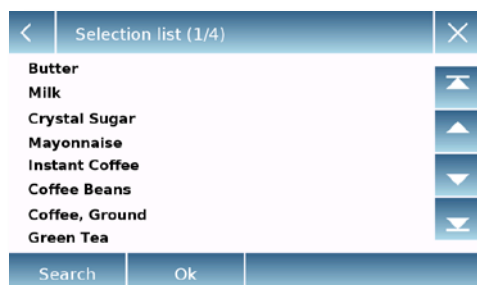 Selection list (1/4)
Butter
Milk
Crystal Sugar
Mayonnaise
Instant Coffee
Coffee Beans
Coffee, Ground
Green Tea
Search Ok